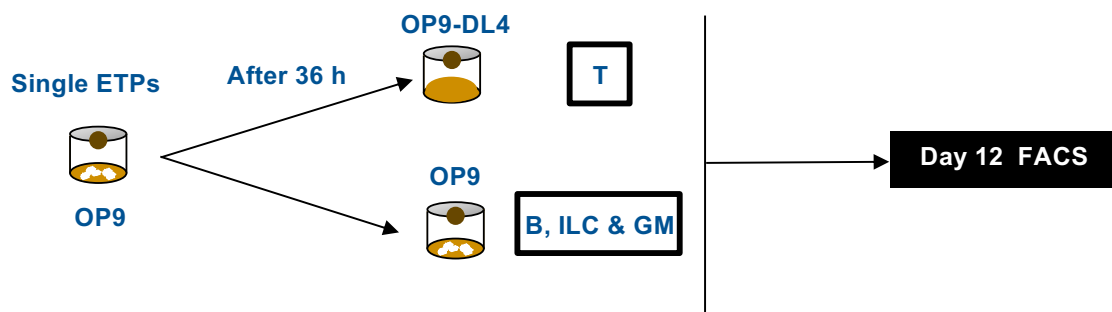 Single ETPs
OP9
After 36 h
OP9-DL4
T
OP9
B, ILC & GM
Day 12 FACS